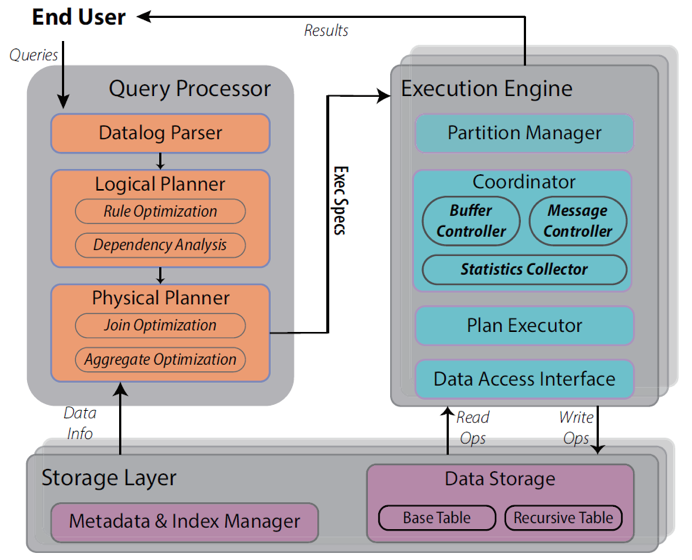 End User
Results
Queries
Query Processor
Datalog Parser
Logical Planner
Rule Optimization
Dependency Analysis
Physical Planner
Join Optimization
Aggregate Optimization
Exec Specs
Execution Engine
Partition Manager
Coordinator
Buffer
Controller
Message
Controller
Statistics Collector
Plan Executor
Data Access Interface
Data
Info
Read
Ops
Write
Ops
Storage Layer
Metadata & Index Manager
Data Storage
Base Table
Recursive Table